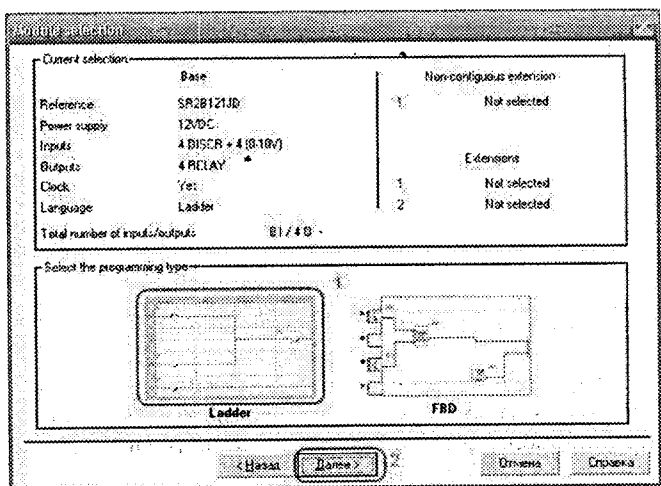 Module selection
Current selection
Base
Non-contiguous extension
Reference SR2B121JD 1 Not selected
Power supply 12VDC
Inputs 4 DISCR + 4 (0-10V)
Outputs 4 RELAY Extensions
Clock Yes 1 Not selected
Language Ladder 2 Not selected
Total number of inputs/outputs 8 I / 4 O
Select the programming type
1
Ladder FBD
< Назад Далее > 2 Отмена Справка